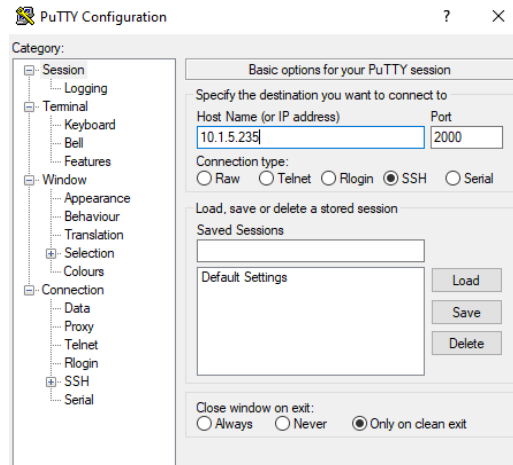 PuTTY Configuration ? ×
Category:
Session
Logging
Terminal
Keyboard
Bell
Features
Window
Appearance
Behaviour
Translation
Selection
Colours
Connection
Data
Proxy
Telnet
Rlogin
SSH
Serial
Basic options for your PuTTY session
Specify the destination you want to connect to
Host Name (or IP address) Port
10.1.5.235 2000
Connection type:
Raw Telnet Rlogin SSH Serial
Load, save or delete a stored session
Saved Sessions
Default Settings
Load
Save
Delete
Close window on exit:
Always Never Only on clean exit